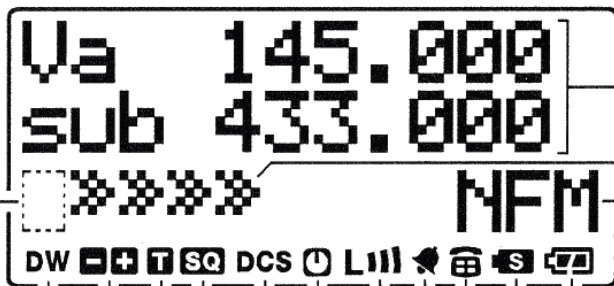 Va 145.000
sub 433.000
»»»» NFM
DW - + T SQ DCS L S